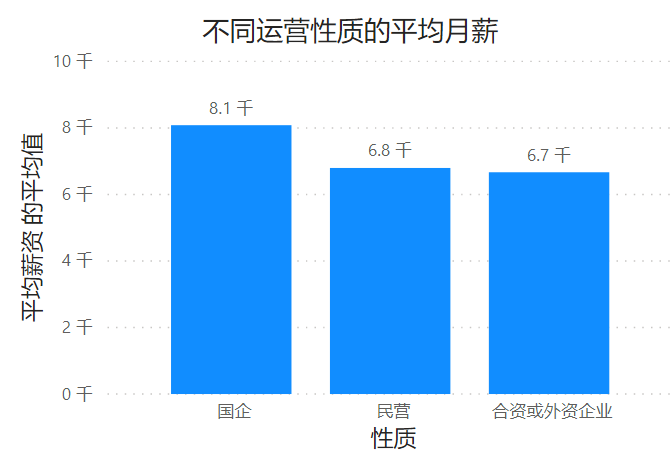 不同运营性质的平均月薪
平均薪资 的平均值
10 千
8 千
6 千
4 千
2 千
0 千
8.1 千
6.8 千
6.7 千
国企
民营
合资或外资企业
性质